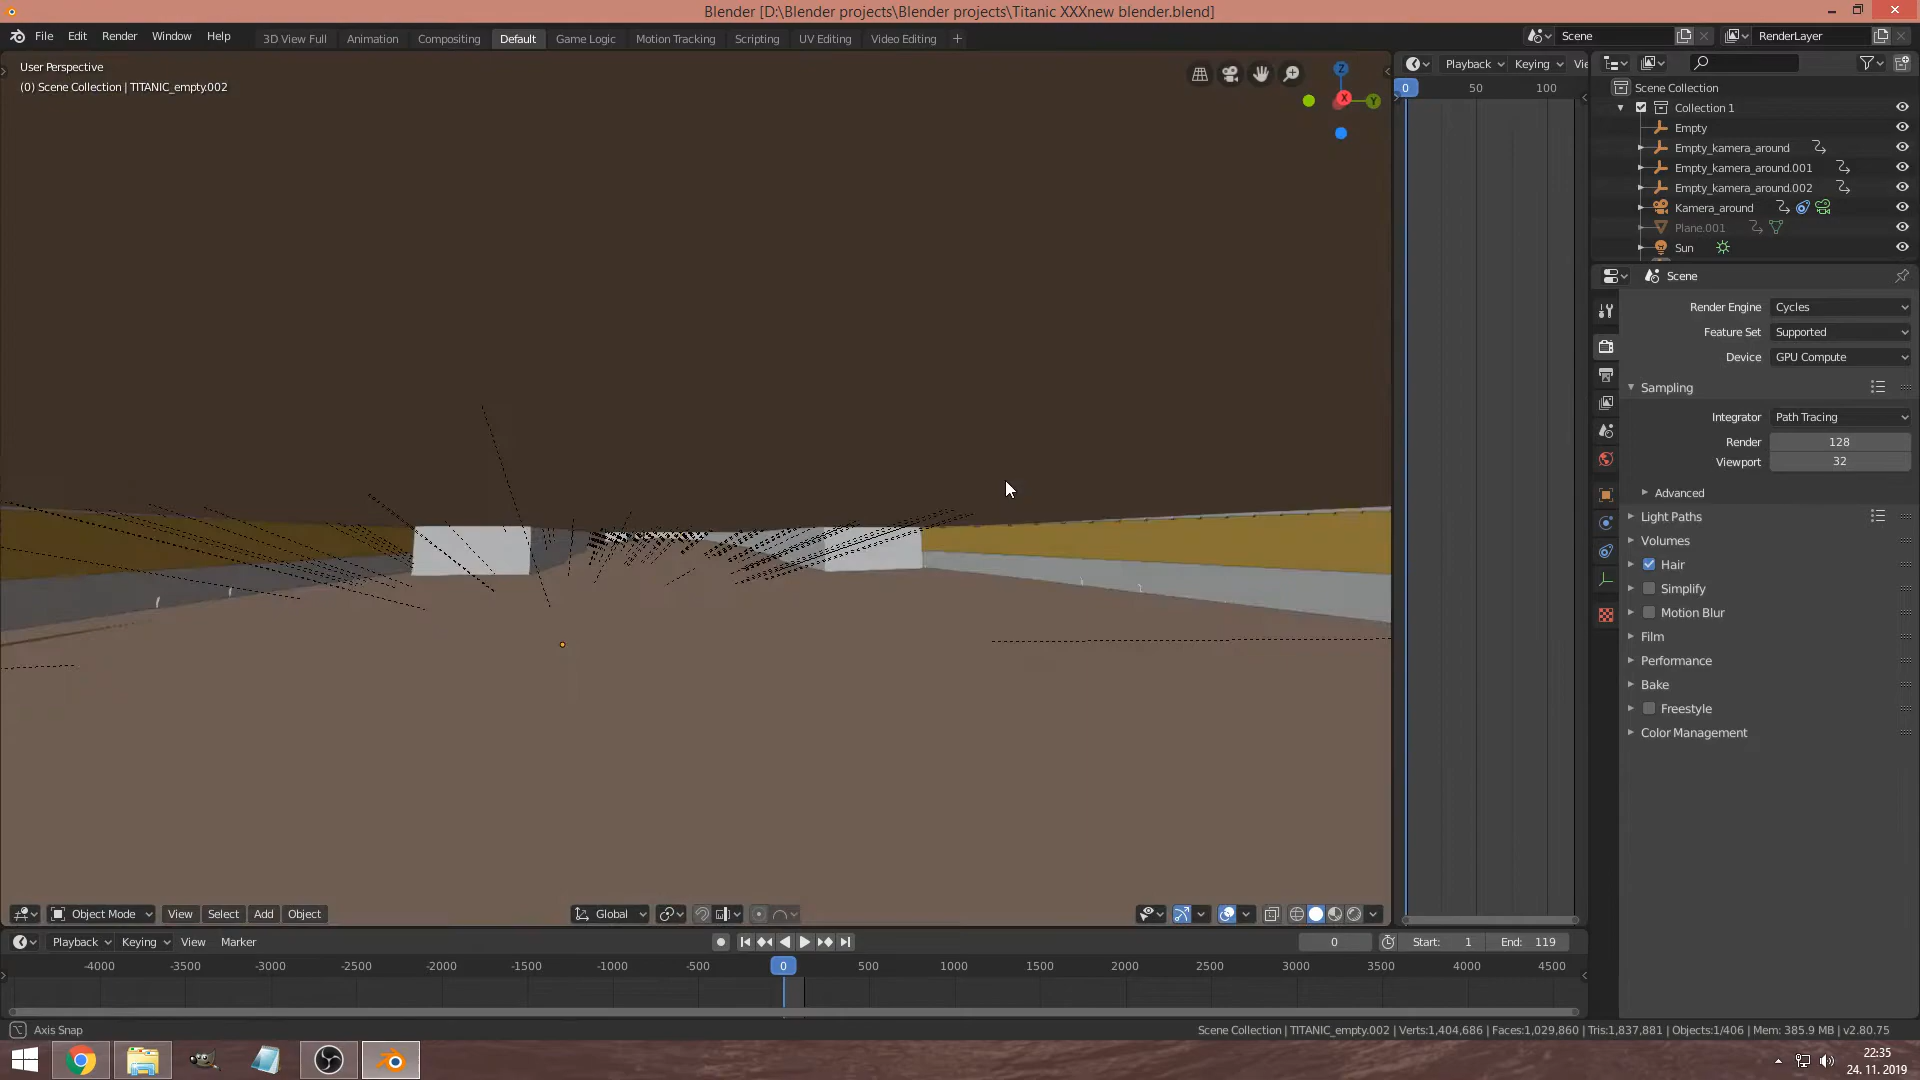 Blender [D:\Blender projects\Blender projects\Titanic XXXnew blender.blend]
File Edit Render Window Help
3D View Full Animation Compositing Default Game Logic Motion Tracking Scripting UV Editing Video Editing +
Scene
RenderLayer
User Perspective
(0) Scene Collection | TITANIC_empty.002
Z
X
Y
Playback Keying Vie
0 50 100
Scene Collection
Collection 1
Empty
Empty_kamera_around
Empty_kamera_around.001
Empty_kamera_around.002
Kamera_around
Plane.001
Sun
Scene
Render Engine Cycles
Feature Set Supported
Device GPU Compute
Sampling
Integrator Path Tracing
Render 128
Viewport 32
Advanced
Light Paths
Volumes
Hair
Simplify
Motion Blur
Film
Performance
Bake
Freestyle
Color Management
Object Mode View Select Add Object
Global
Playback Keying View Marker
0
Start: 1 End: 119
-4000 -3500 -3000 -2500 -2000 -1500 -1000 -500 0 500 1000 1500 2000 2500 3000 3500 4000 4500
Axis Snap
Scene Collection | TITANIC_empty.002 | Verts:1,404,686 | Faces:1,029,860 | Tris:1,837,881 | Objects:1/406 | Mem: 385.9 MB | v2.80.75
22:35
24. 11. 2019